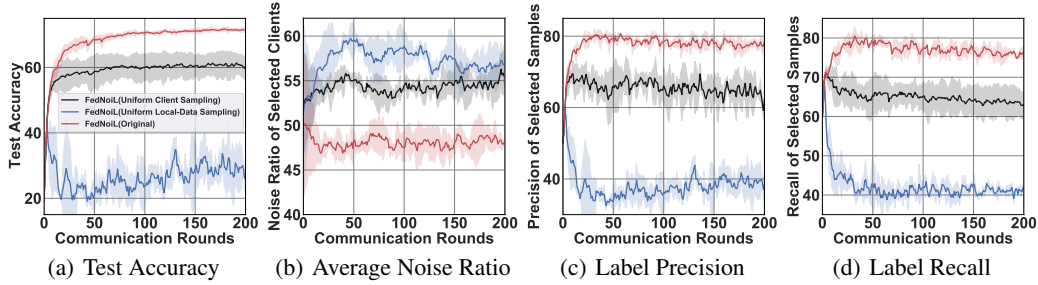 Test Accuracy
60
40
20
0
50
100
150
200
Communication Rounds
FedNoiL(Uniform Client Sampling)
FedNoiL(Uniform Local-Data Sampling)
FedNoiL(Original)
(a) Test Accuracy
Noise Ratio of Selected Clients
60
55
50
45
40
0
50
100
150
200
Communication Rounds
(b) Average Noise Ratio
Precision of Selected Samples
80
70
60
50
40
0
50
100
150
200
Communication Rounds
(c) Label Precision
Recall of Selected Samples
80
70
60
50
40
0
50
100
150
200
Communication Rounds
(d) Label Recall